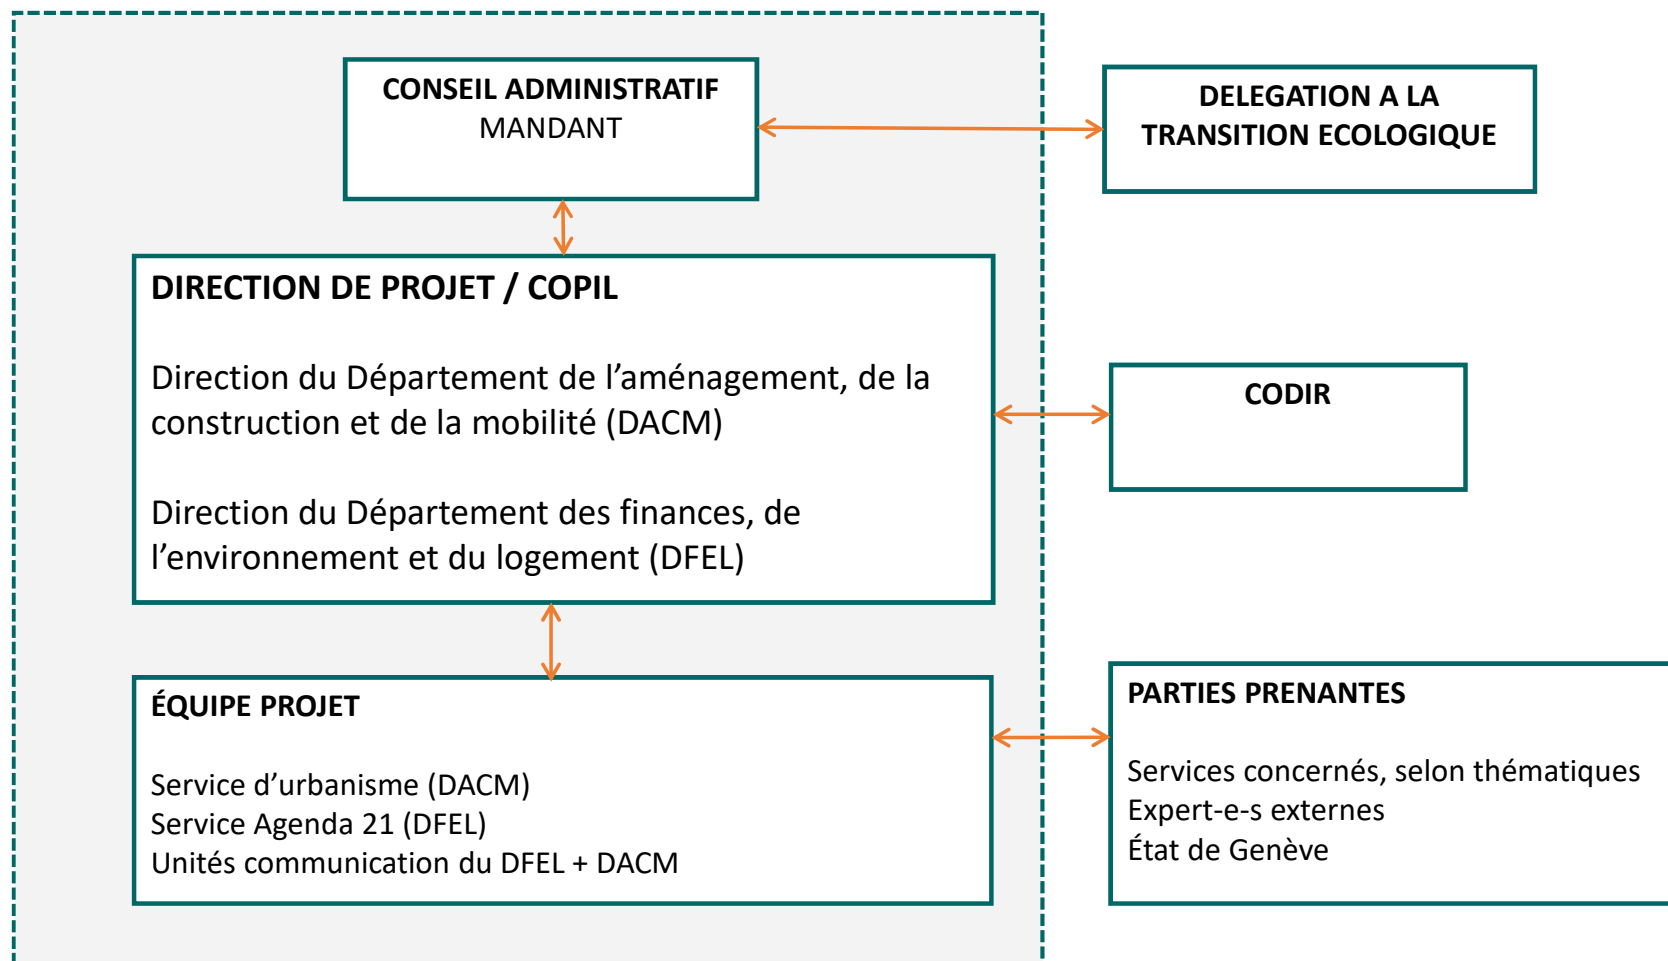 CONSEIL ADMINISTRATIF
MANDANT
DELEGATION A LA
TRANSITION ECOLOGIQUE
DIRECTION DE PROJET / COPIL
Direction du Département de l’aménagement, de la
construction et de la mobilité (DACM)
Direction du Département des finances, de
l’environnement et du logement (DFEL)
CODIR
ÉQUIPE PROJET
Service d’urbanisme (DACM)
Service Agenda 21 (DFEL)
Unités communication du DFEL + DACM
PARTIES PRENANTES
Services concernés, selon thématiques
Expert-e-s externes
État de Genève